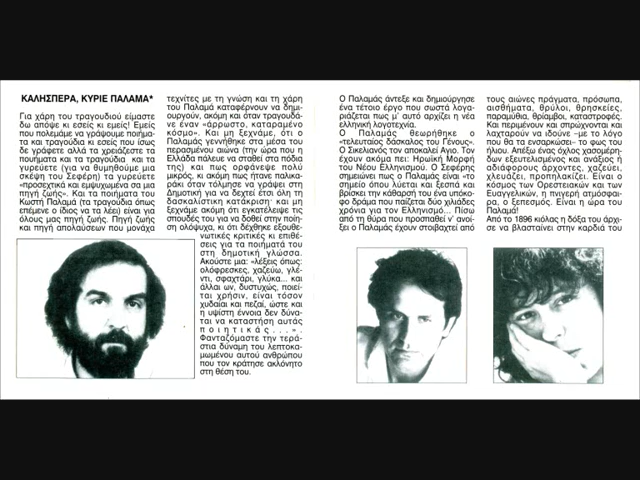 ΚΑΛΗΣΠΕΡΑ, ΚΥΡΙΕ ΠΑΛΑΜΑ*
Για χάρη του τραγουδιού είμαστε
δω απόψε κι εσείς κι εμείς! Εμείς
που πολεμάμε να γράψουμε ποιήμα-
τα και τραγούδια κι εσείς που ίσως
δε γράφετε αλλά τα χρειάζεστε τα
ποιήματα και τα τραγούδια και τα
γυρεύετε (για να θυμηθούμε μια
σκέψη του Σεφέρη) τα γυρεύετε
«προσεχτικά και εμψυχωμένα σα μια
πηγή ζωής». Και τα ποιήματα του
Κωστή Παλαμά (τα τραγούδια όπως
επέμενε ο ίδιος να τα λέει) είναι για
όλους μας πηγή ζωής. Πηγή ζωής
και πηγή απολαύσεων που μονάχα
τεχνίτες με τη γνώση και τη χάρη
του Παλαμά καταφέρνουν να δημι-
ουργούν, ακόμη και όταν τραγουδά-
νε έναν «άρρωστο, καταραμένο
κόσμο». Και μη ξεχνάμε, ότι ο
Παλαμάς γεννήθηκε στα μέσα του
περασμένου αιώνα (την ώρα που η
Ελλάδα πάλευε να σταθεί στα πόδια
της) και πως ορφάνεψε πολύ
μικρός, κι ακόμη πως ήτανε παλικα-
ράκι όταν τόλμησε να γράψει στη
Δημοτική για να δεχτεί έτσι όλη τη
δασκαλίστικη κατάκριση· και μη
ξεχνάμε ακόμη ότι εγκατέλειψε τις
σπουδές του για να δοθεί στην ποίη-
ση ολόψυχα, κι ότι δέχθηκε εξουθε-
νωτικές κριτικές κι επιθέ-
σεις για τα ποιήματά του
στη δημοτική γλώσσα.
Ακούστε μια: «λέξεις όπως:
ολόφρεσκες, χαζεύω, γλέ-
ντι, σφαχτάρι, γλύκα... και
άλλαι ων, δυστυχώς, ποιεί-
ται χρήσιν, είναι τόσον
χυδαίαι και πεζαί, ώστε και
η υψίστη έννοια δεν δύνα-
ται να καταστήση αυτάς
ποιητικάς...».
Φανταζόμαστε την τερά-
στια δύναμη του λεπτοκα-
μωμένου αυτού ανθρώπου
που τον κράτησε ακλόνητο
στη θέση του.
Ο Παλαμάς άντεξε και δημιούργησε
ένα τέτοιο έργο που σωστά λογα-
ριάζεται πως μ' αυτό αρχίζει η νέα
ελληνική λογοτεχνία.
Ο Παλαμάς θεωρήθηκε ο
«τελευταίος δάσκαλος του Γένους».
Ο Σικελιανός τον αποκαλεί Αγιο. Τον
έχουν ακόμα πει: Ηρωϊκή Μορφή
του Νέου Ελληνισμού. Ο Σεφέρης
σημειώνει πως ο Παλαμάς είναι «το
σημείο όπου λύεται και ξεσπά και
βρίσκει την κάθαρσή του ένα υπόκω-
φο δράμα που παίζεται δύο χιλιάδες
χρόνια για τον Ελληνισμό... Πίσω
από τη θύρα που προσπαθεί ν' ανοί-
ξει ο Παλαμάς έχουν στοιβαχτεί από
τους αιώνες πράγματα, πρόσωπα,
αισθήματα, θρύλοι, θρησκείες,
παραμύθια, θρίαμβοι, καταστροφές.
Και περιμένουν και σπρώχνονται και
λαχταρούν να ιδούνε –με το λόγο
που θα τα ενσαρκώσει– το φως του
ήλιου. Απέξω ένας όχλος χασομέρη-
δων εξευτελισμένος και ανάξιος ή
αδιάφορους άρχοντες, χαζεύει,
χλευάζει, προπηλακίζει. Είναι ο
κόσμος των Ορεστειακών και των
Ευαγγελικών, η πνιγερή ατμόσφαι-
ρα, ο ξεπεσμός. Είναι η ώρα του
Παλαμά!
Από το 1896 κιόλας η δόξα του άρχι-
σε να βλασταίνει στην καρδιά του